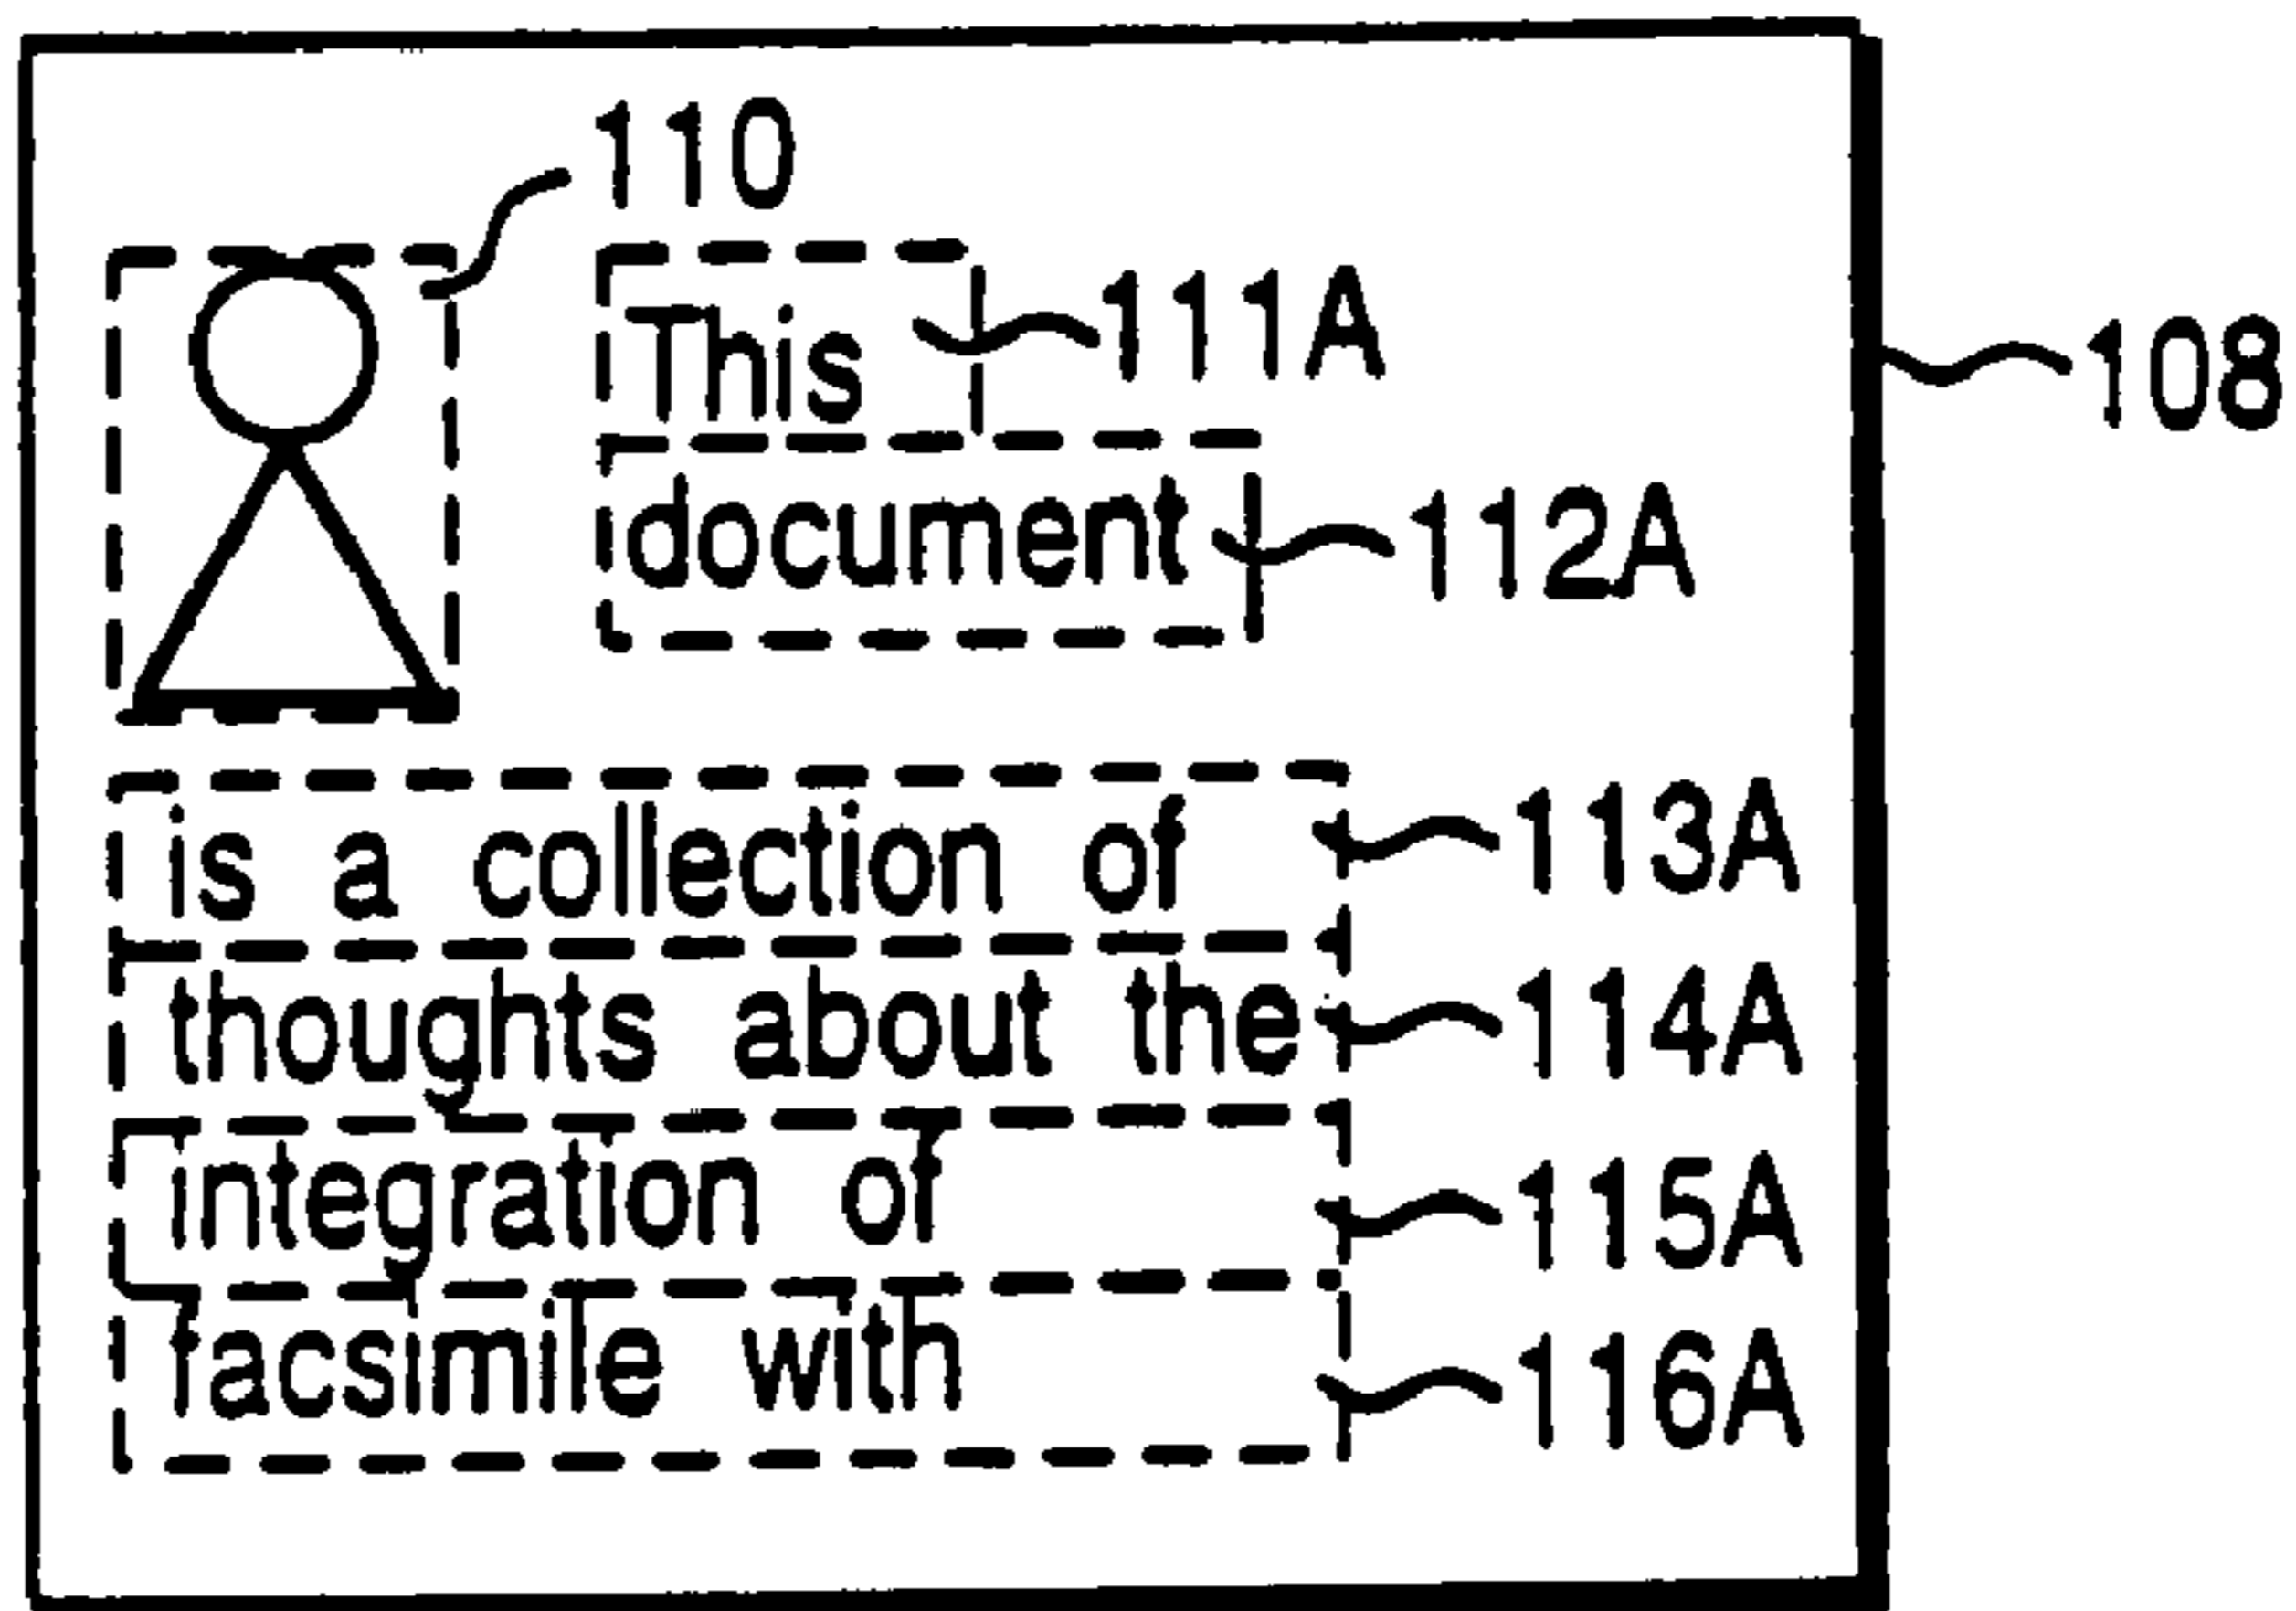 110
This 111A
108
document 112A
is a collection of 113A
thoughts about the 114A
integration of 115A
facsimile with 116A